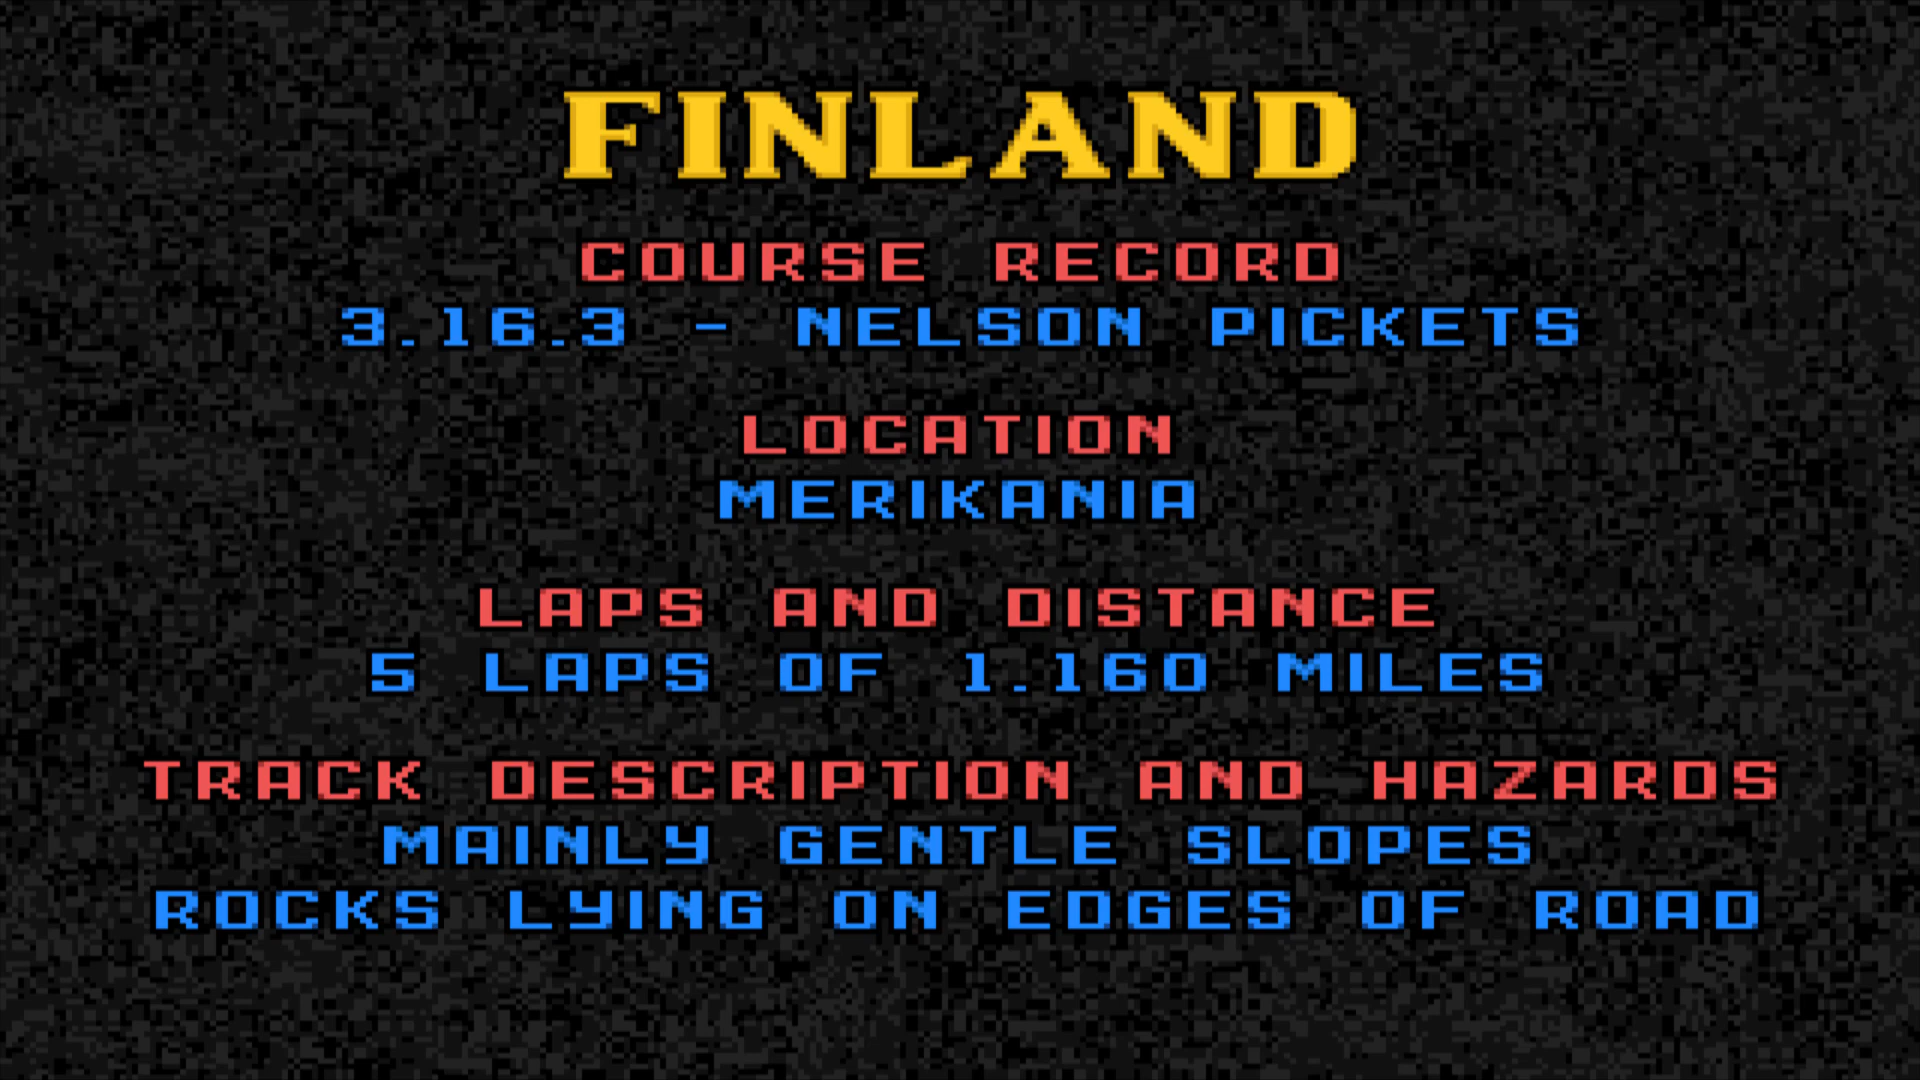 FINLAND
COURSE RECORD
3.16.3 - NELSON PICKETS
LOCATION
MERIKANIA
LAPS AND DISTANCE
5 LAPS OF 1.160 MILES
TRACK DESCRIPTION AND HAZARDS
MAINLY GENTLE SLOPES
ROCKS LYING ON EDGES OF ROAD